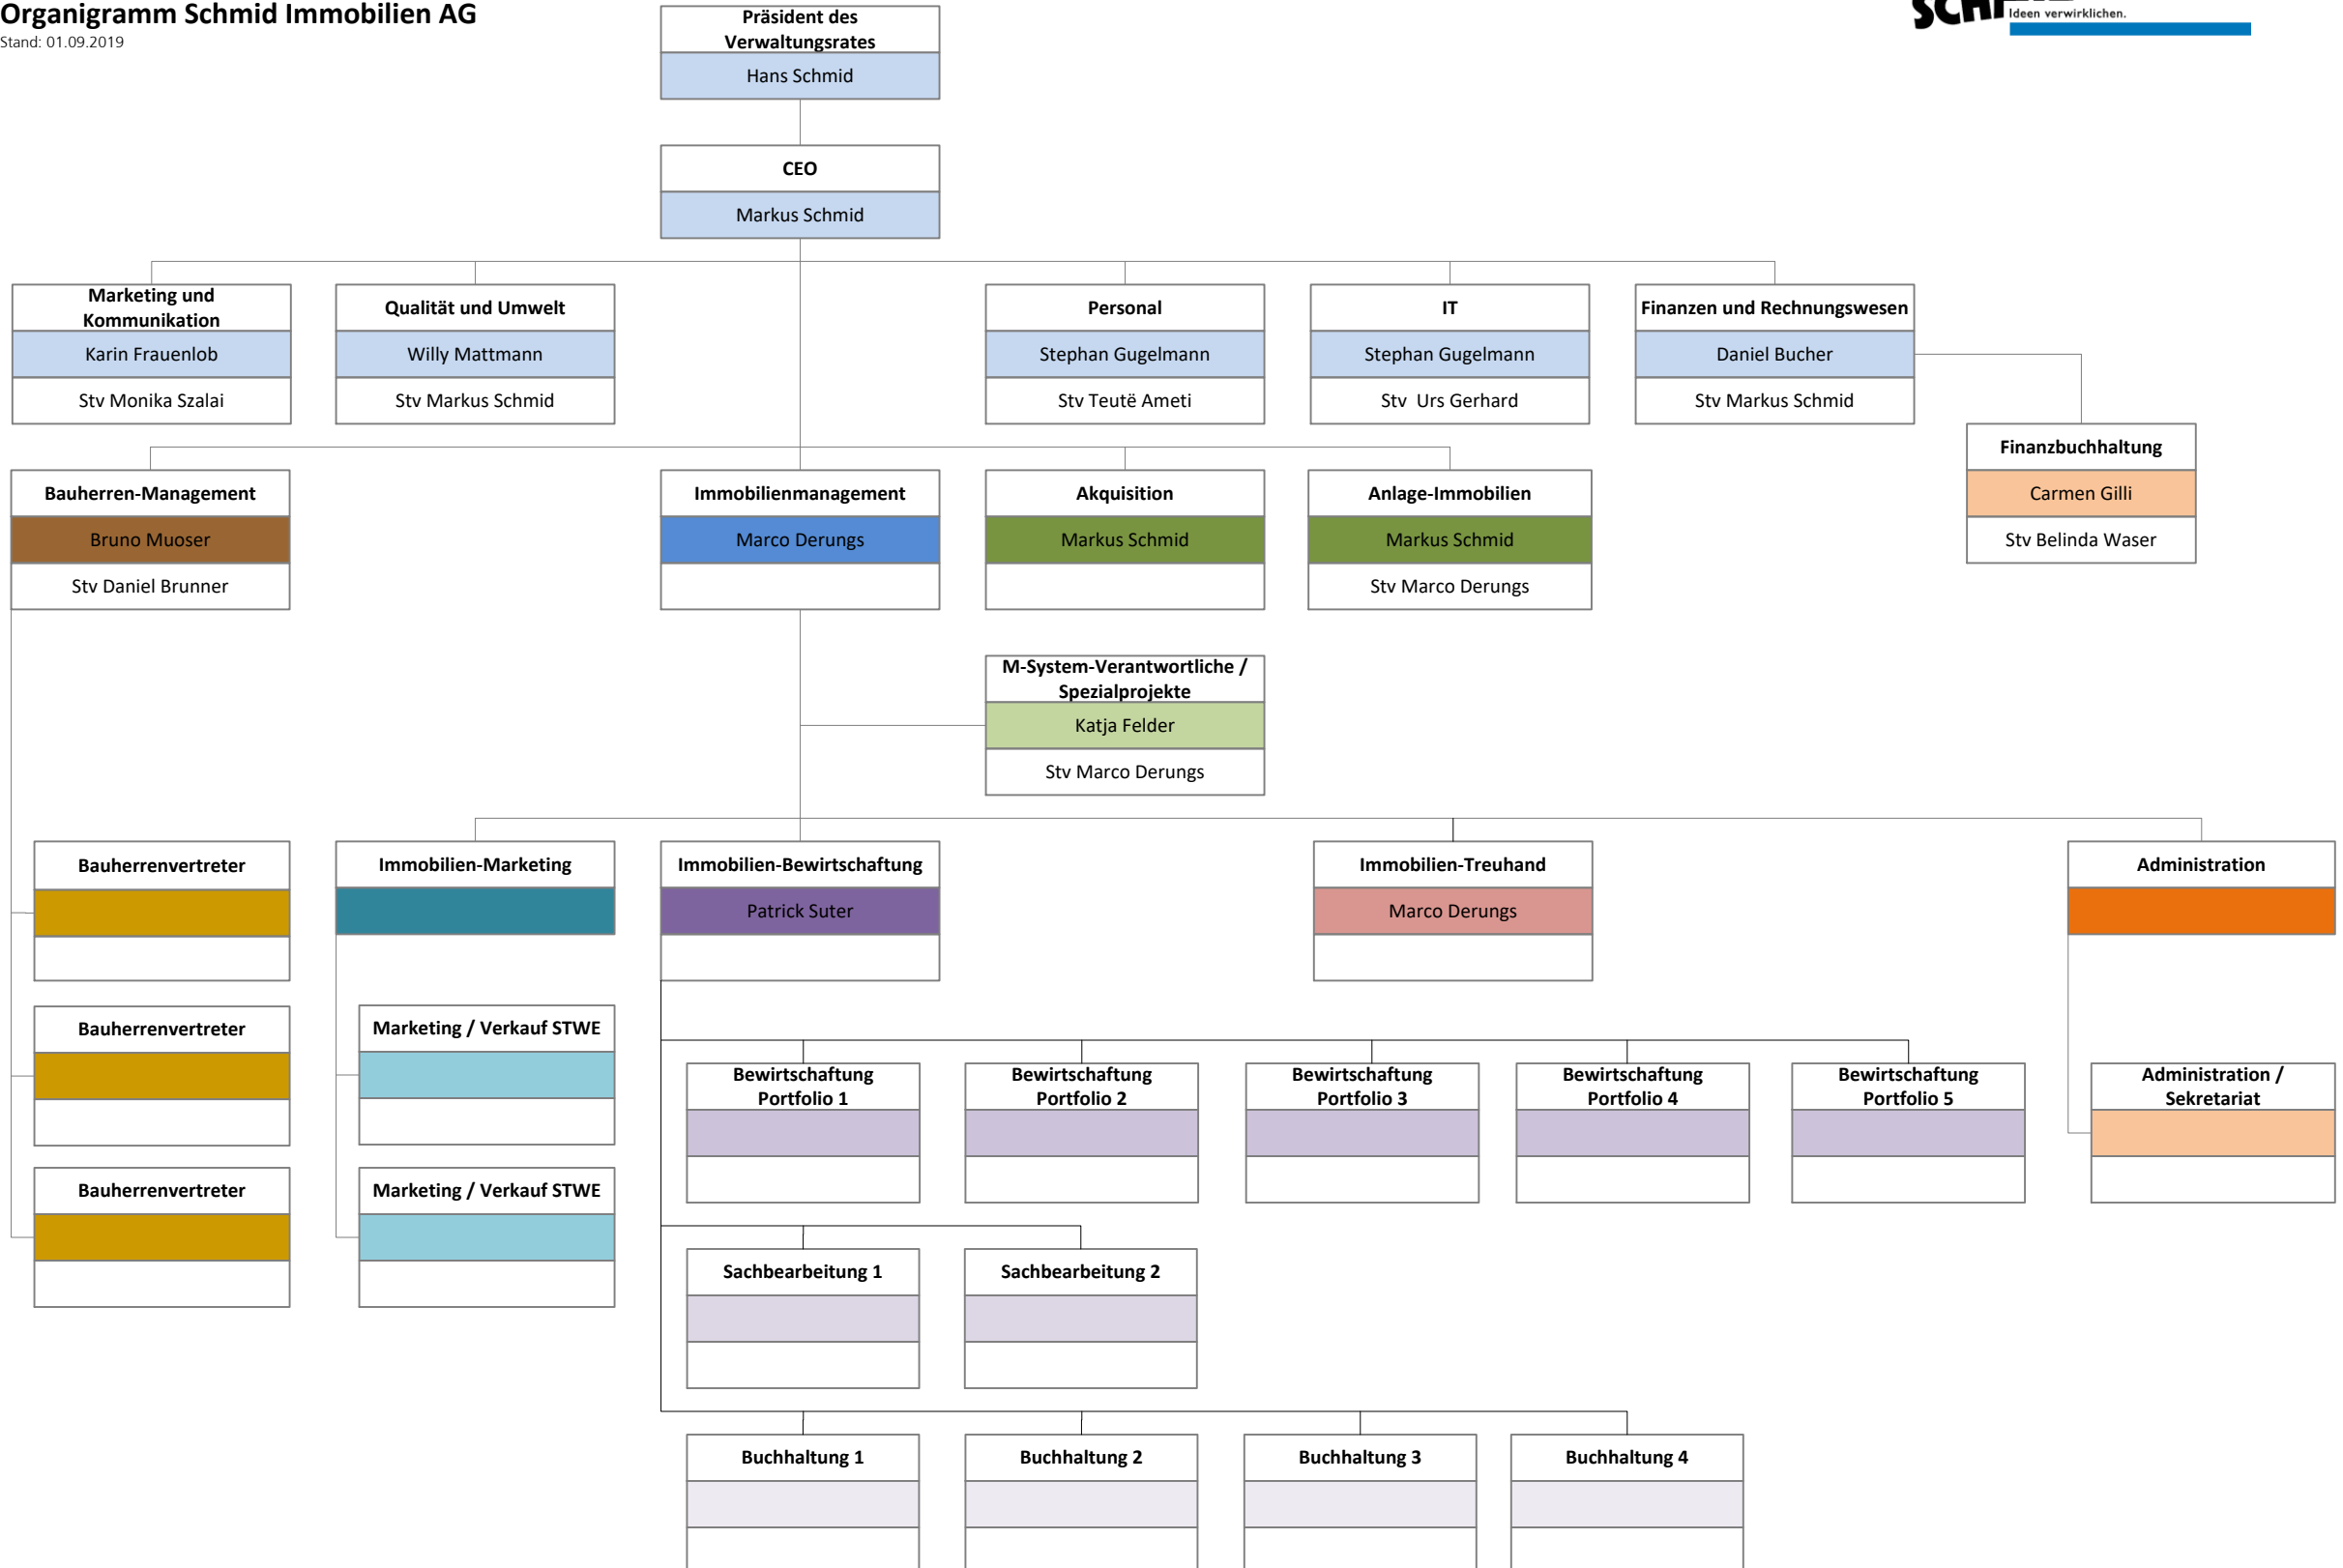 Organigramm Schmid Immobilien AG
Stand: 01.09.2019
Ideen verwirklichen.
Präsident des
Verwaltungsrates
Hans Schmid
CEO
Markus Schmid
Marketing und
Kommunikation
Karin Frauenlob
Stv Monika Szalai
Qualität und Umwelt
Willy Mattmann
Stv Markus Schmid
Personal
Stephan Gugelmann
Stv Teutë Ameti
IT
Stephan Gugelmann
Stv  Urs Gerhard
Finanzen und Rechnungswesen
Daniel Bucher
Stv Markus Schmid
Finanzbuchhaltung
Carmen Gilli
Stv Belinda Waser
Bauherren-Management
Bruno Muoser
Stv Daniel Brunner
Immobilienmanagement
Marco Derungs
Akquisition
Markus Schmid
Anlage-Immobilien
Markus Schmid
Stv Marco Derungs
M-System-Verantwortliche /
Spezialprojekte
Katja Felder
Stv Marco Derungs
Bauherrenvertreter
Immobilien-Marketing
Immobilien-Bewirtschaftung
Patrick Suter
Immobilien-Treuhand
Marco Derungs
Administration
Bauherrenvertreter
Marketing / Verkauf STWE
Bewirtschaftung
Portfolio 1
Bewirtschaftung
Portfolio 2
Bewirtschaftung
Portfolio 3
Bewirtschaftung
Portfolio 4
Bewirtschaftung
Portfolio 5
Administration /
Sekretariat
Bauherrenvertreter
Marketing / Verkauf STWE
Sachbearbeitung 1
Sachbearbeitung 2
Buchhaltung 1
Buchhaltung 2
Buchhaltung 3
Buchhaltung 4